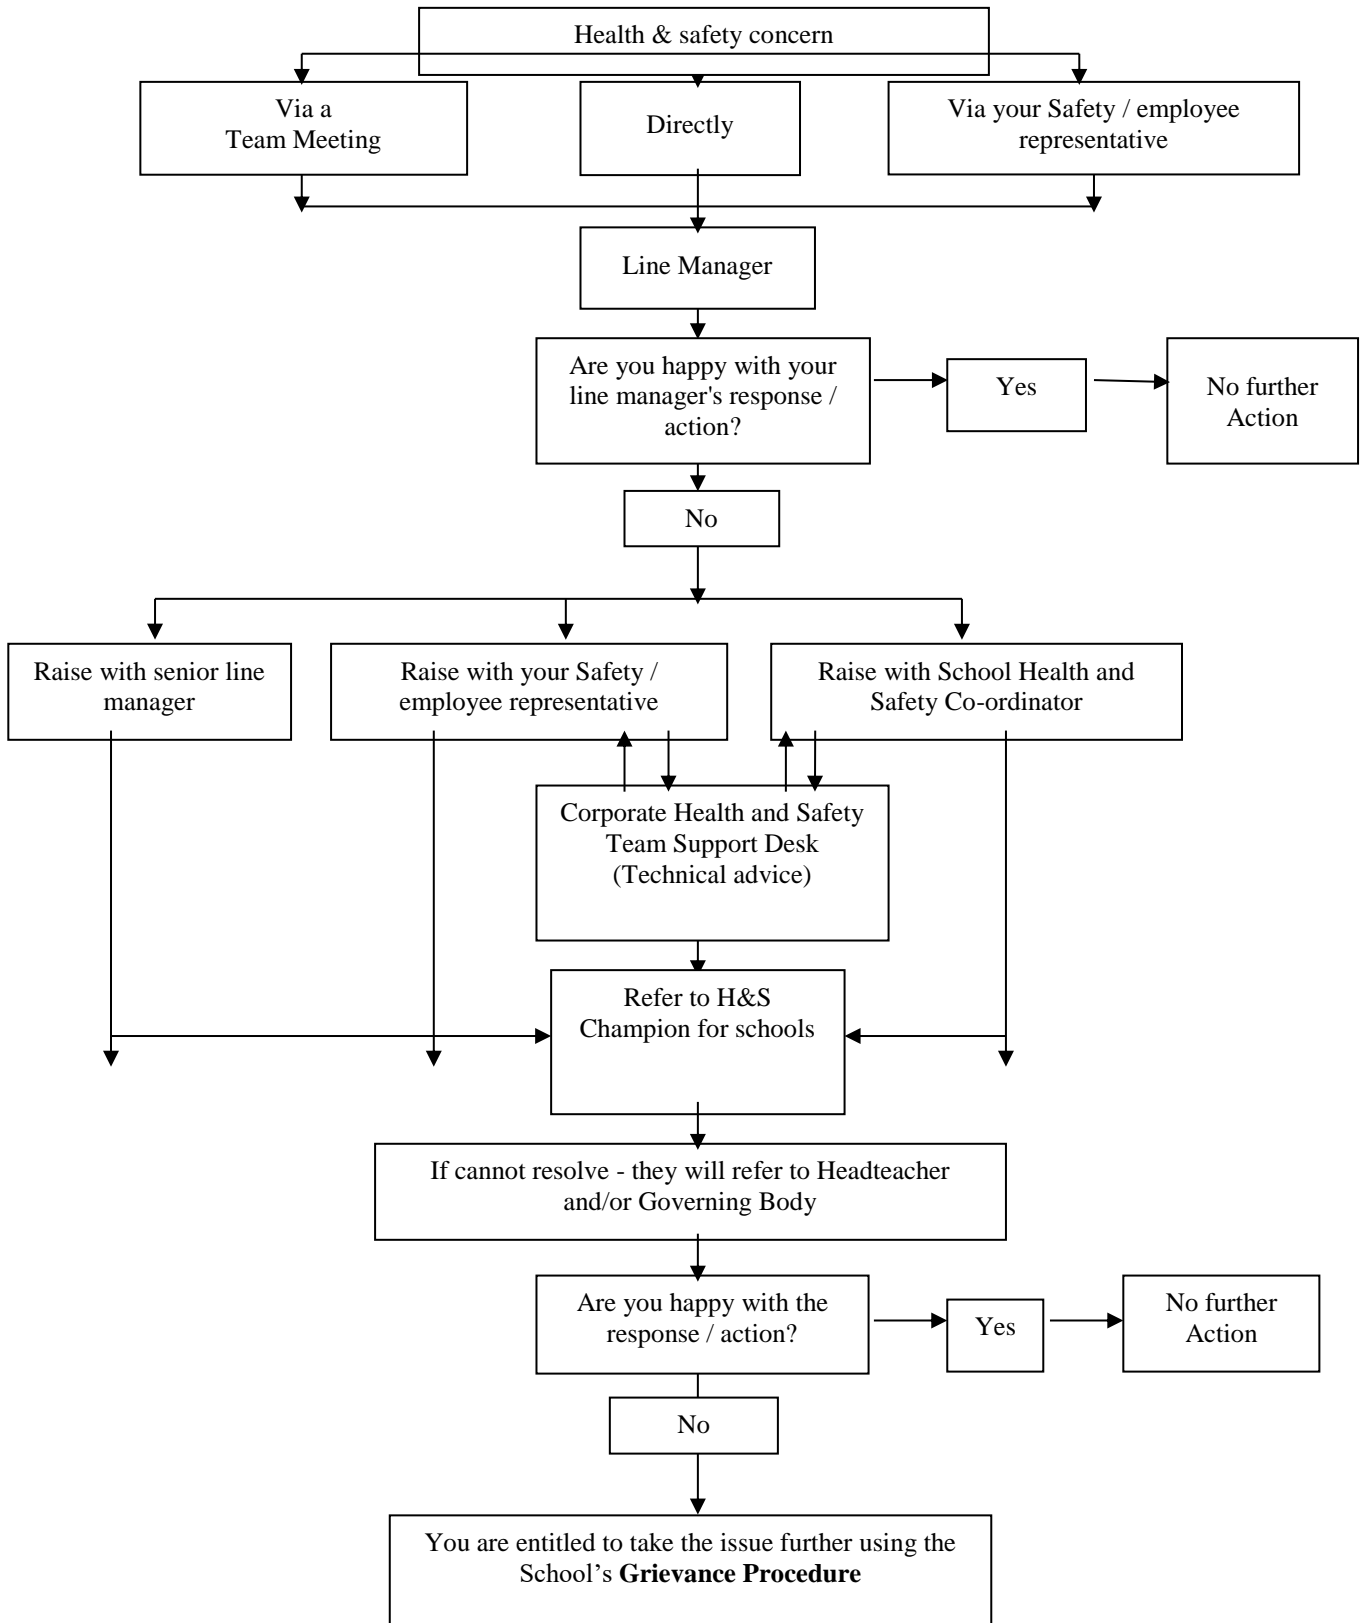 Health & safety concern
Via a
Team Meeting
Directly
Via your Safety / employee
representative
Line Manager
Are you happy with your
line manager's response /
action?
Yes
No further
Action
No
Raise with senior line
manager
Raise with your Safety /
employee representative
Raise with School Health and
Safety Co-ordinator
Corporate Health and Safety
Team Support Desk
(Technical advice)
Refer to H&S
Champion for schools
If cannot resolve - they will refer to Headteacher
and/or Governing Body
Are you happy with the
response / action?
Yes
No further
Action
No
You are entitled to take the issue further using the
School’s Grievance Procedure